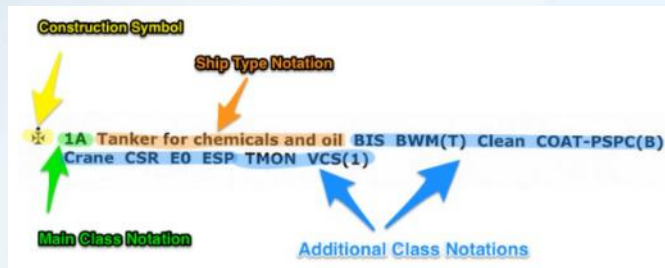 Construction Symbol
Ship Type Notation
✠ 1A Tanker for chemicals and oil BIS BWM(T) Clean COAT-PSPC(B)
Crane CSR E0 ESP TMON VCS(1)
Main Class Notation
Additional Class Notations